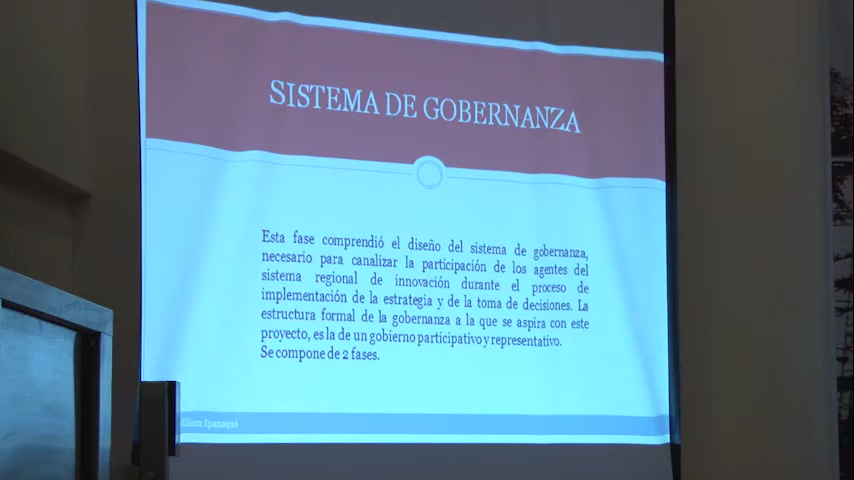 SISTEMA DE GOBERNANZA
Esta fase comprendió el diseño del sistema de gobernanza,
necesario para canalizar la participación de los agentes del
sistema regional de innovación durante el proceso de
implementación de la estrategia y de la toma de decisiones. La
estructura formal de la gobernanza a la que se aspira con este
proyecto, es la de un gobierno participativo y representativo.
Se compone de 2 fases.
Ipanaqué